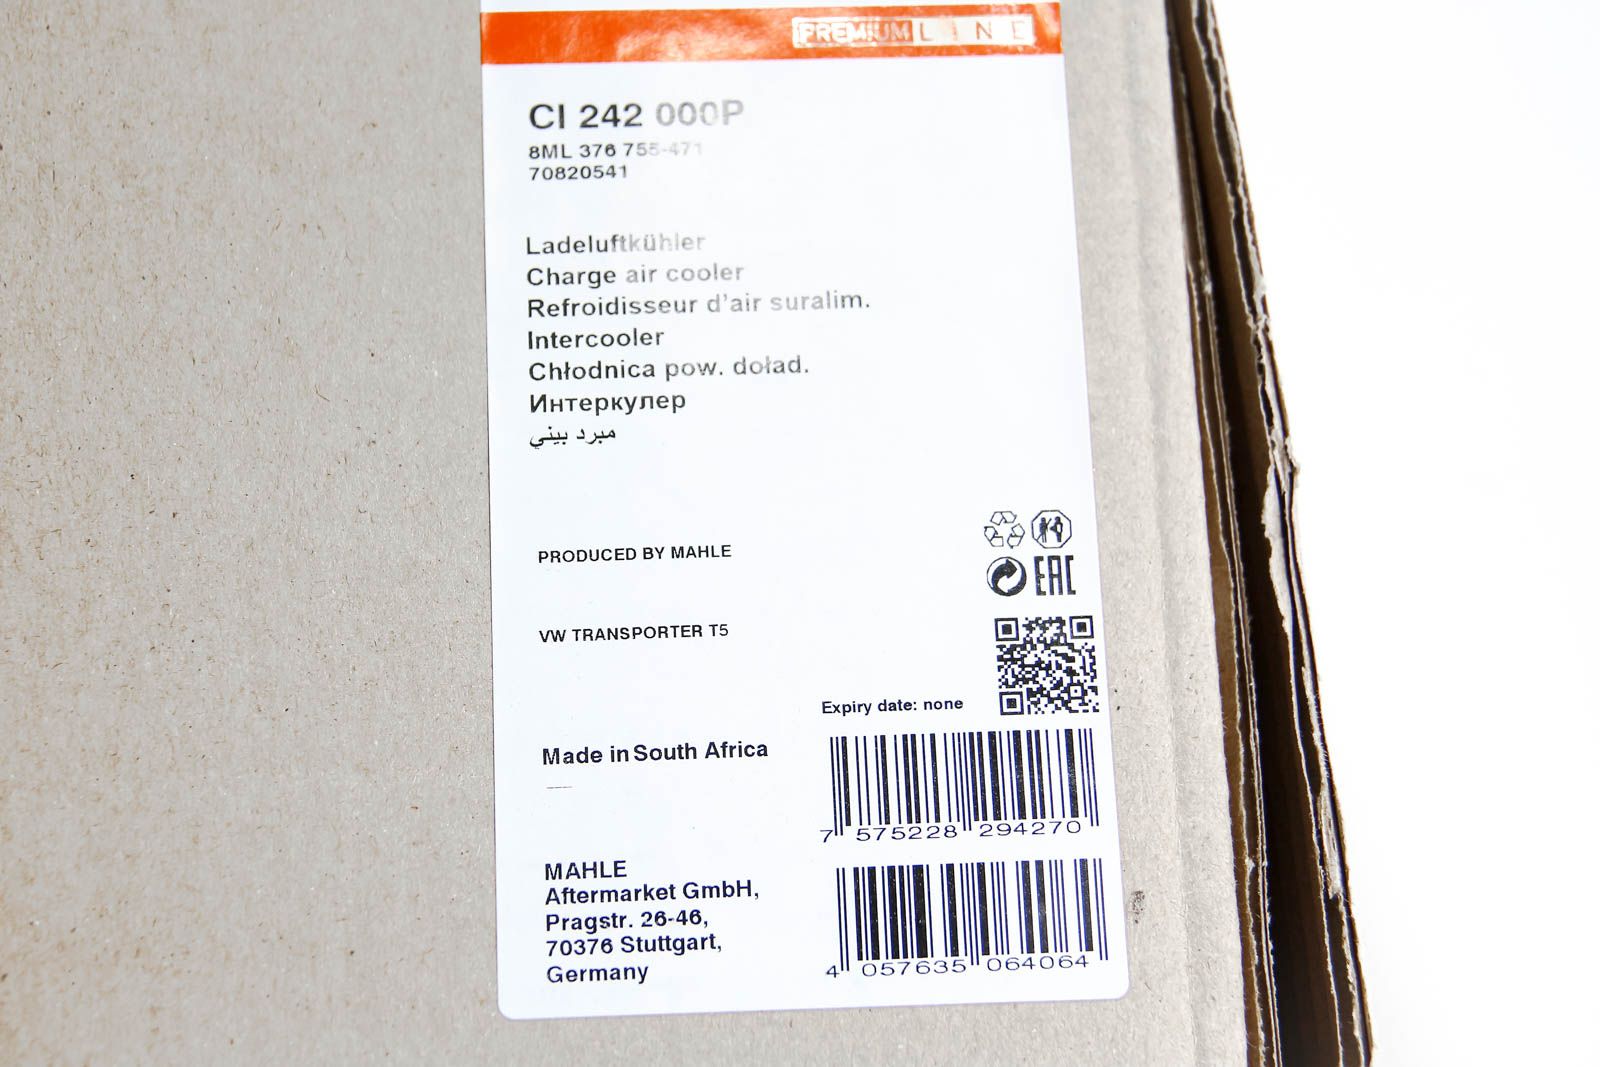 PREMIUM LINE
CI 242 000P
8ML 376 755-471
70820541
Ladeluftkühler
Charge air cooler
Refroidisseur d'air suralim.
Intercooler
Chłodnica pow. doład.
Интеркулер
مبرد بيني
PRODUCED BY MAHLE
EAC
VW TRANSPORTER T5
Expiry date: none
Made in South Africa
7 575228 294270
MAHLE
Aftermarket GmbH,
Pragstr. 26-46,
70376 Stuttgart,
Germany
4 057635 064064